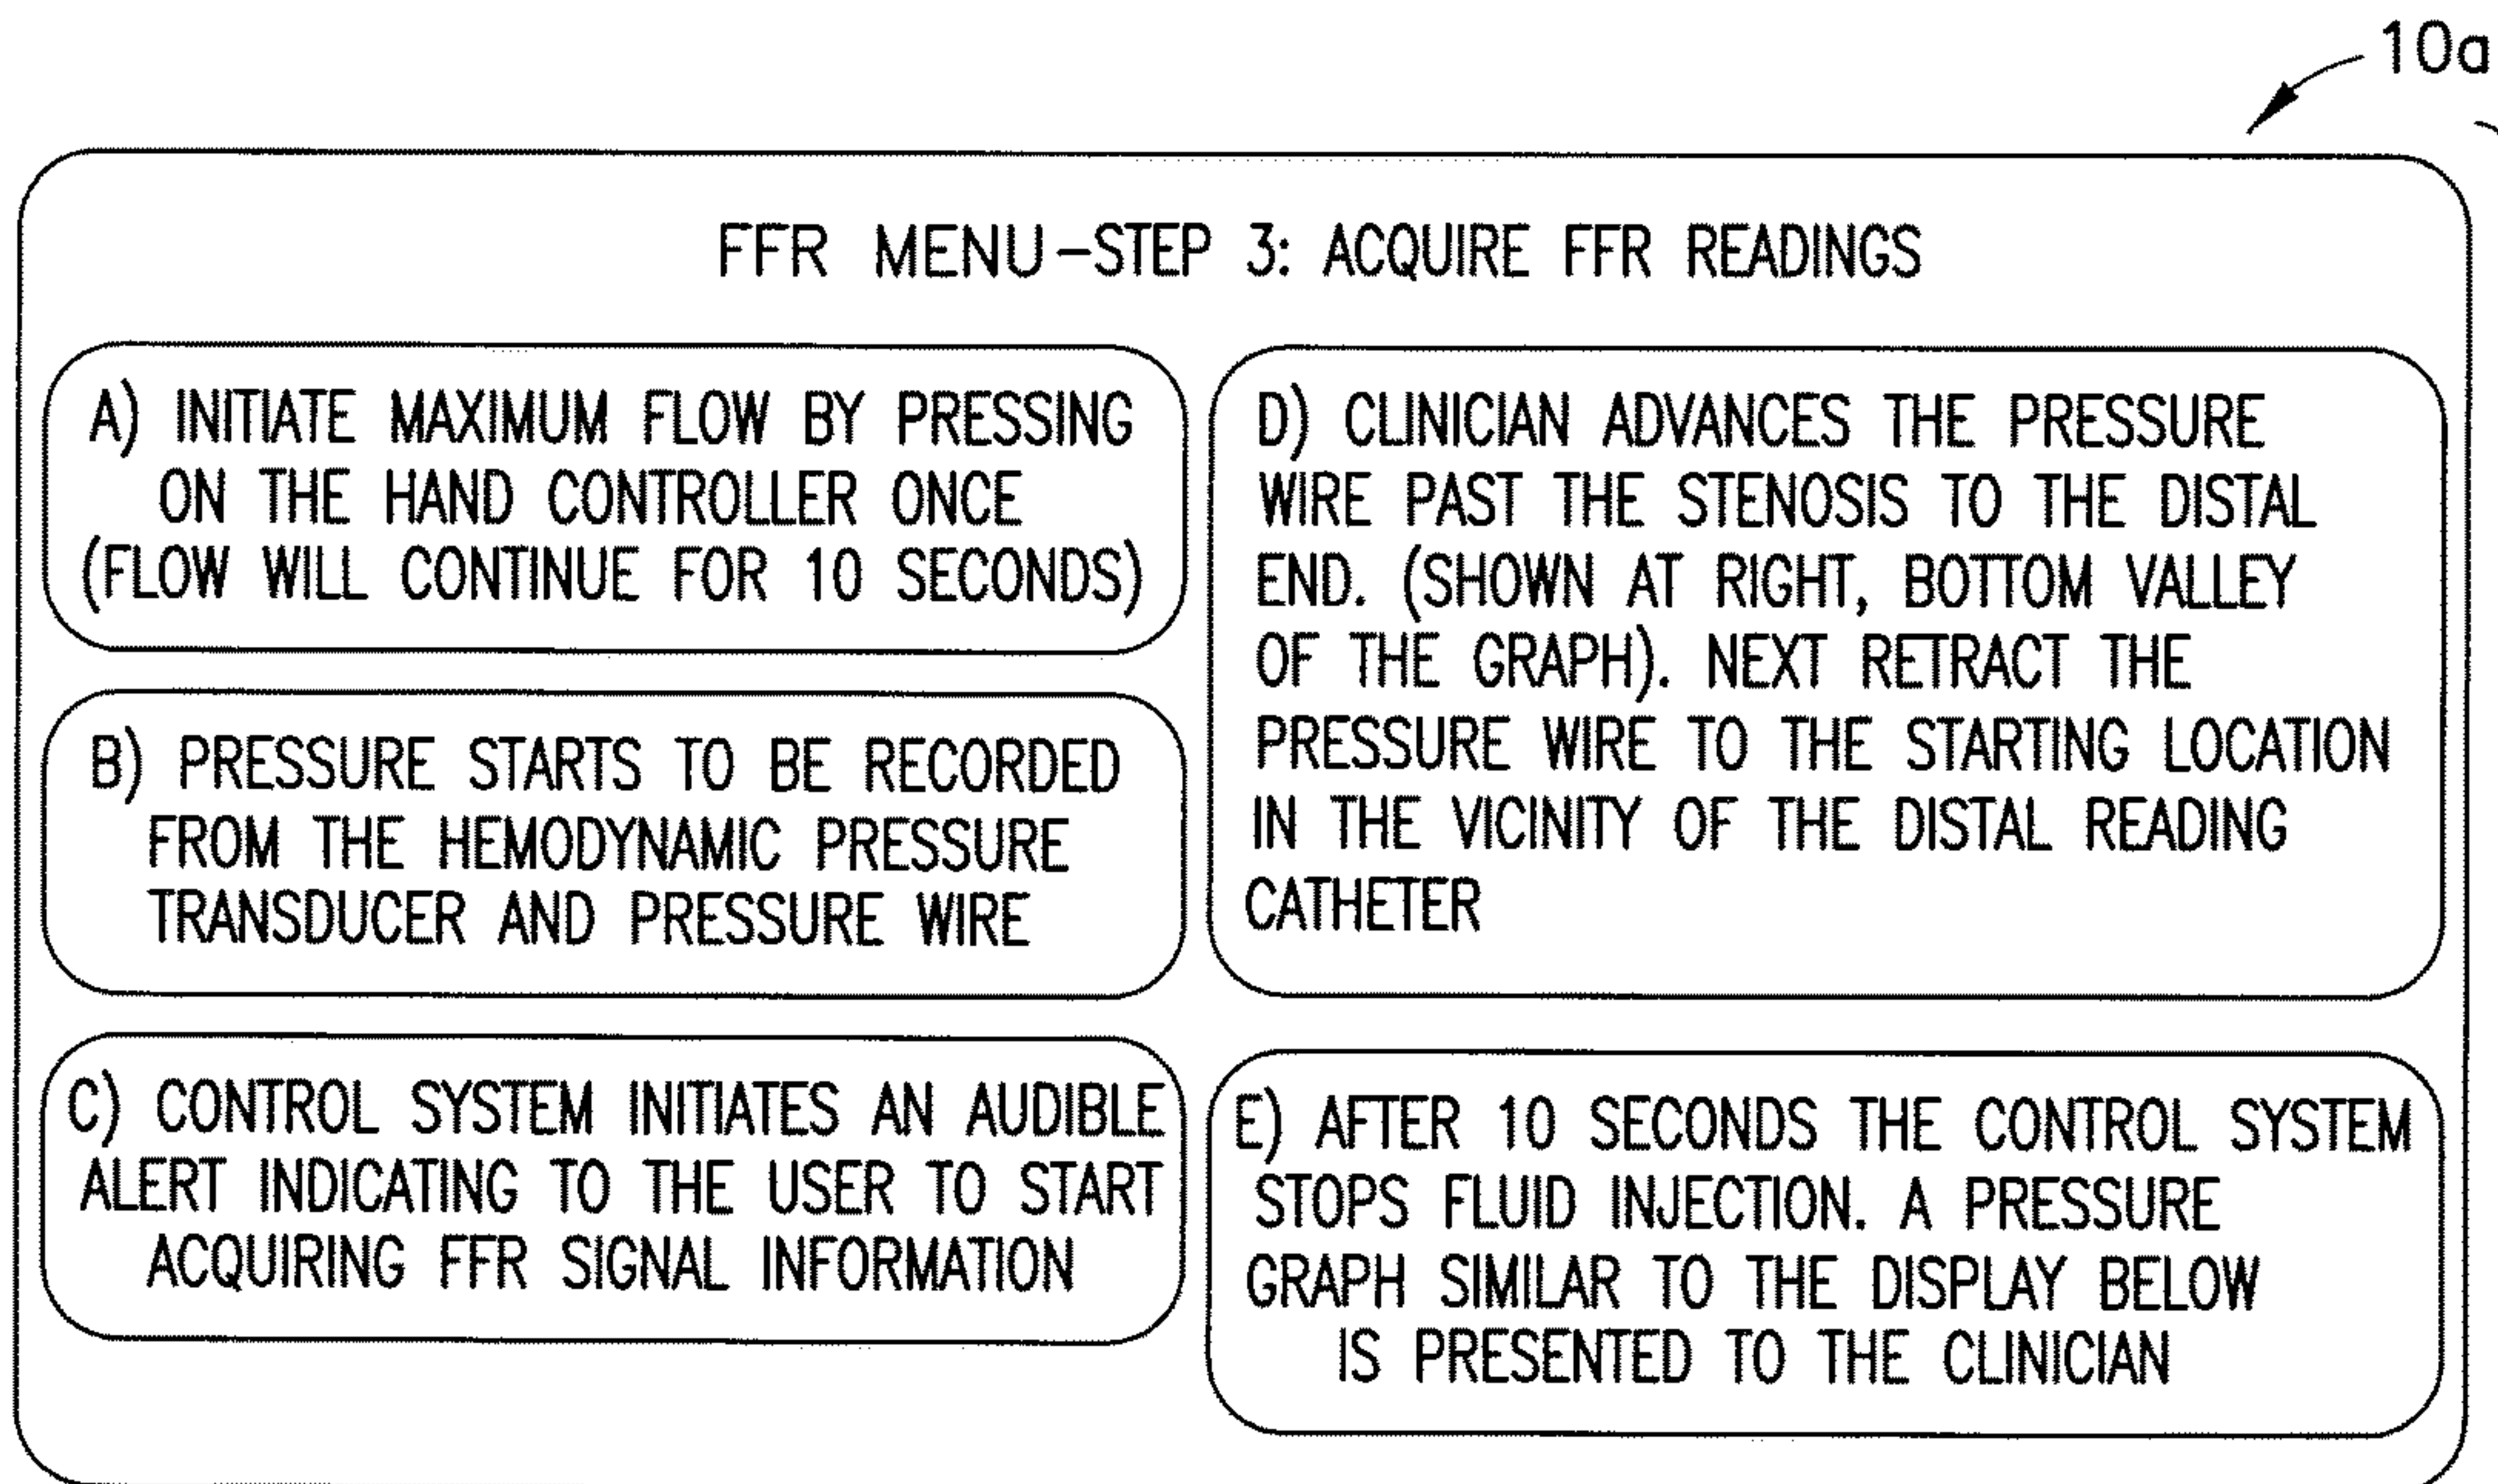 10a
FFR MENU-STEP 3: ACQUIRE FFR READINGS
A) INITIATE MAXIMUM FLOW BY PRESSING
ON THE HAND CONTROLLER ONCE
(FLOW WILL CONTINUE FOR 10 SECONDS)
B) PRESSURE STARTS TO BE RECORDED
FROM THE HEMODYNAMIC PRESSURE
TRANSDUCER AND PRESSURE WIRE
C) CONTROL SYSTEM INITIATES AN AUDIBLE
ALERT INDICATING TO THE USER TO START
ACQUIRING FFR SIGNAL INFORMATION
D) CLINICIAN ADVANCES THE PRESSURE
WIRE PAST THE STENOSIS TO THE DISTAL
END. (SHOWN AT RIGHT, BOTTOM VALLEY
OF THE GRAPH). NEXT RETRACT THE
PRESSURE WIRE TO THE STARTING LOCATION
IN THE VICINITY OF THE DISTAL READING
CATHETER
E) AFTER 10 SECONDS THE CONTROL SYSTEM
STOPS FLUID INJECTION. A PRESSURE
GRAPH SIMILAR TO THE DISPLAY BELOW
IS PRESENTED TO THE CLINICIAN